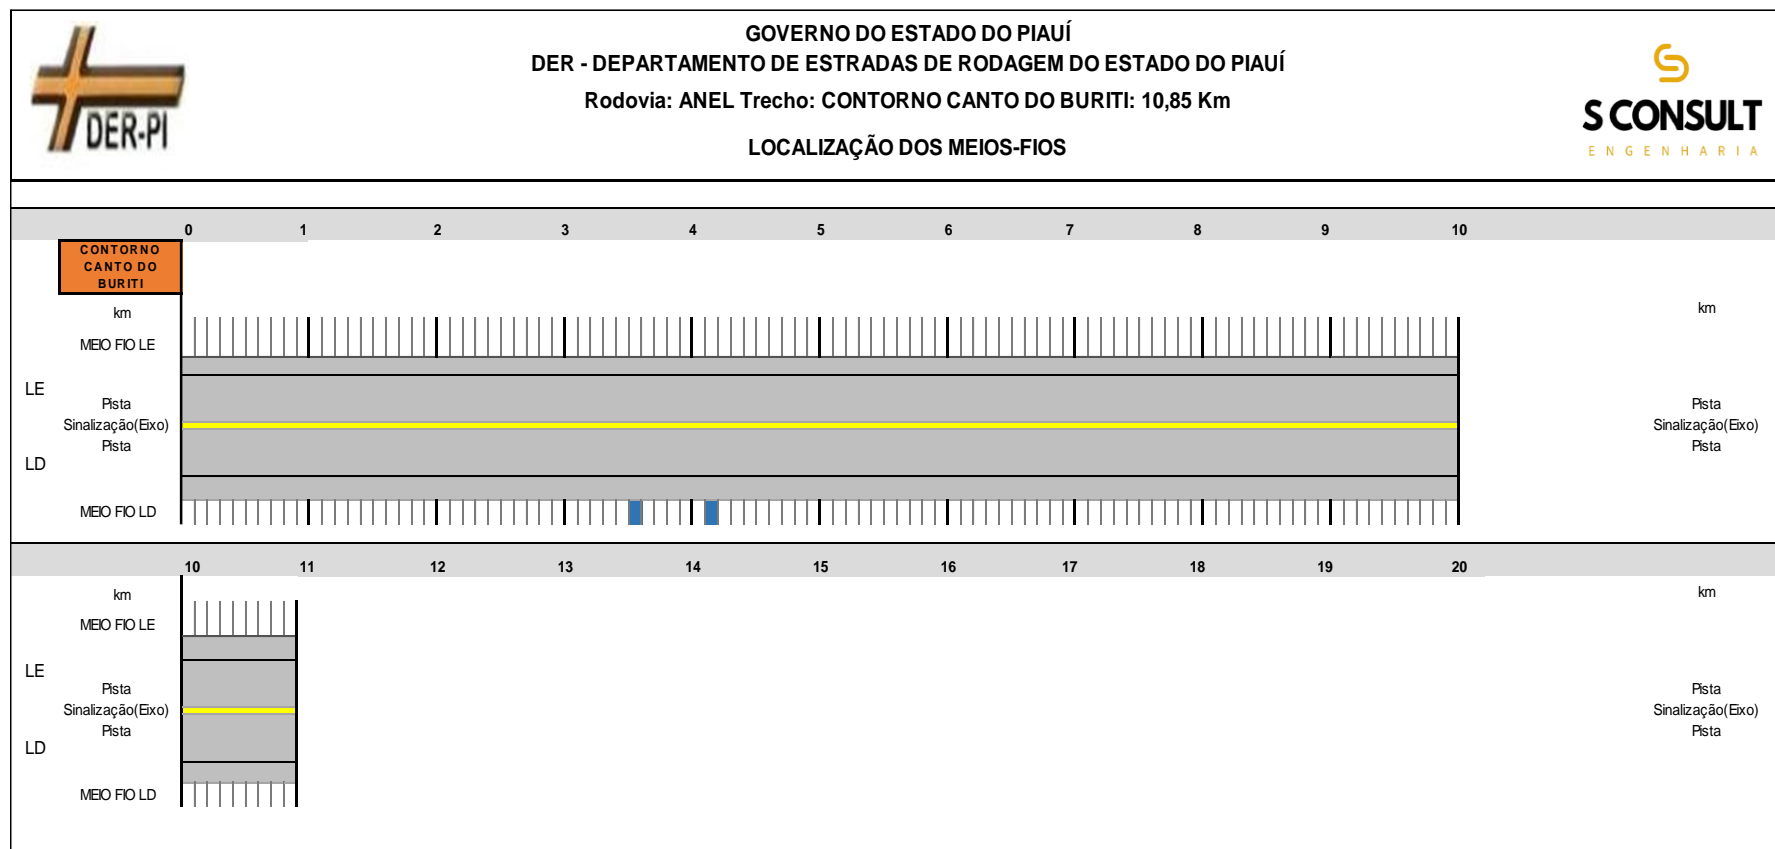 DER-PI
GOVERNO DO ESTADO DO PIAUÍ
DER - DEPARTAMENTO DE ESTRADAS DE RODAGEM DO ESTADO DO PIAUÍ
Rodovia: ANEL Trecho: CONTORNO CANTO DO BURITI: 10,85 Km
LOCALIZAÇÃO DOS MEIOS-FIOS
S CONSULT
ENGENHARIA
0 1 2 3 4 5 6 7 8 9 10
CONTORNO
CANTO DO
BURITI
km km
MEIO FIO LE
LE
Pista Pista
Sinalização(Eixo) Sinalização(Eixo)
Pista Pista
LD
MEIO FIO LD
10 11 12 13 14 15 16 17 18 19 20
km km
MEIO FIO LE
LE
Pista Pista
Sinalização(Eixo) Sinalização(Eixo)
Pista Pista
LD
MEIO FIO LD